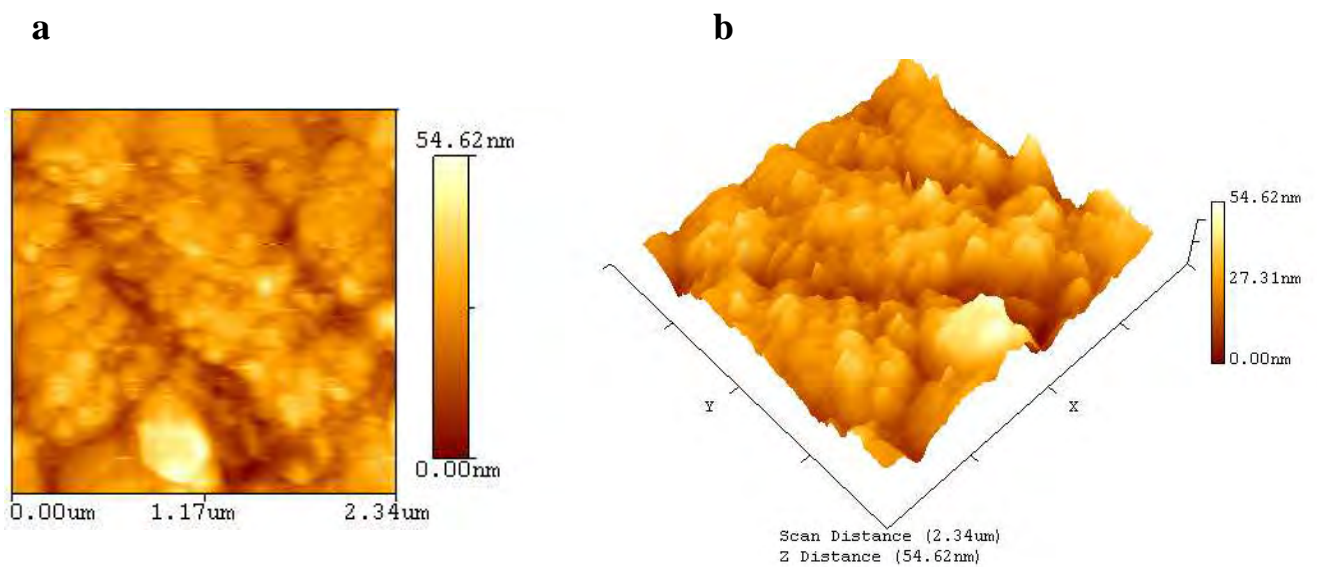 a
b
54.62nm
0.00nm
0.00um 1.17um 2.34um
54.62nm
27.31nm
0.00nm
Y
X
Scan Distance (2.34um)
Z Distance (54.62nm)